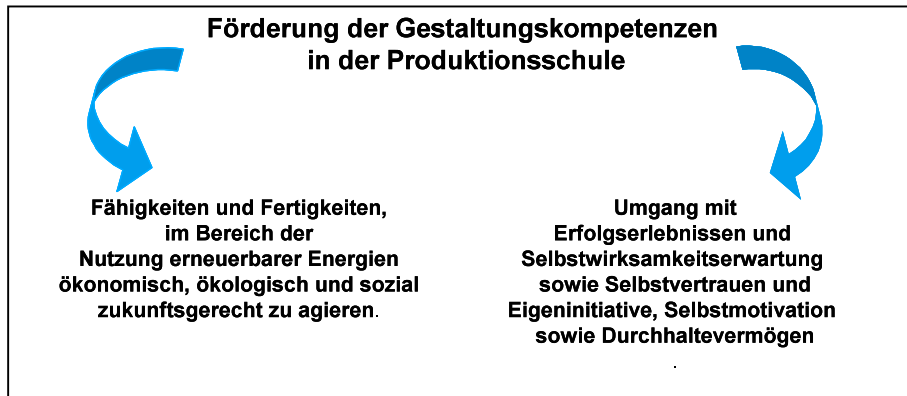 Förderung der Gestaltungskompetenzen
in der Produktionsschule
Fähigkeiten und Fertigkeiten,
im Bereich der
Nutzung erneuerbarer Energien
ökonomisch, ökologisch und sozial
zukunftsgerecht zu agieren.
Umgang mit
Erfolgserlebnissen und
Selbstwirksamkeitserwartung
sowie Selbstvertrauen und
Eigeninitiative, Selbstmotivation
sowie Durchhaltevermögen
.